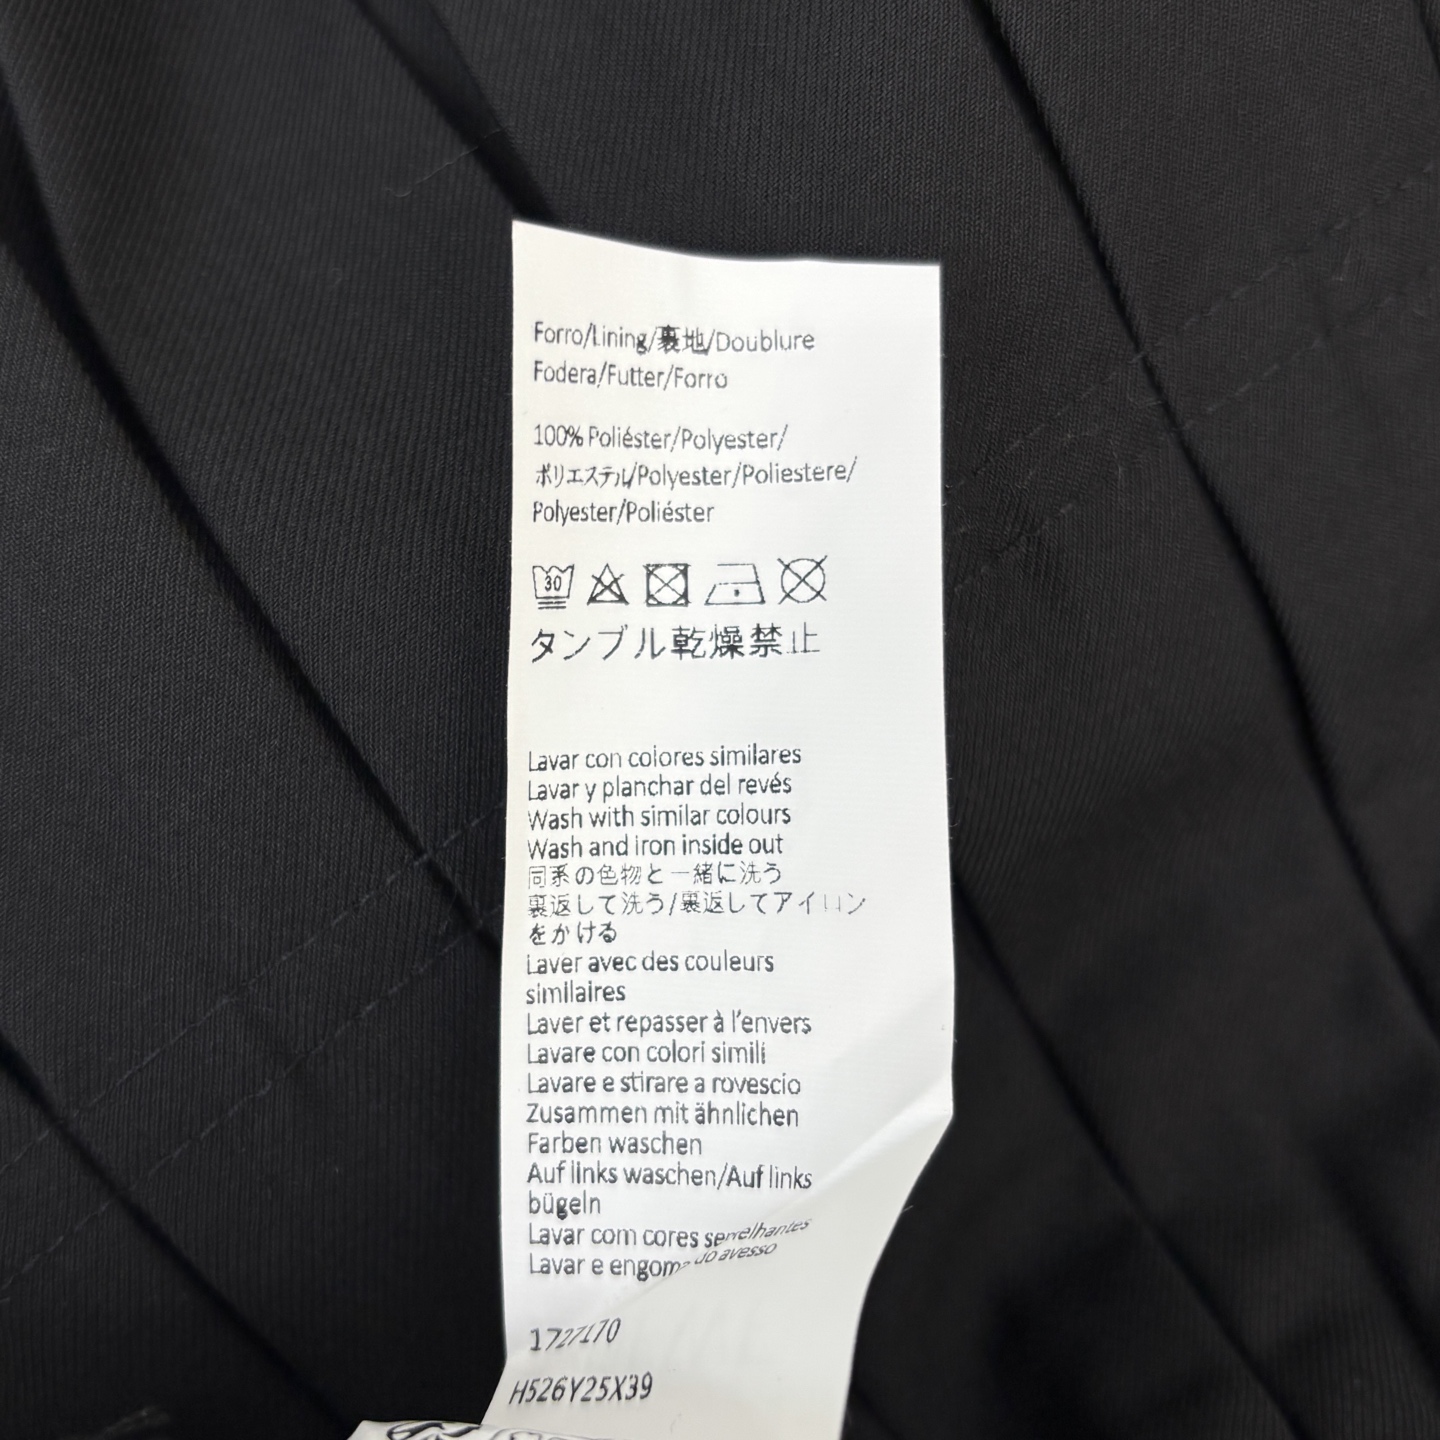 Forro/Lining/裏地/Doublure
Fodera/Futter/Forro
100% Poliéster/Polyester/
ポリエステル/Polyester/Poliestere/
Polyester/Poliéster
30
タンブル乾燥禁止
Lavar con colores similares
Lavar y planchar del revés
Wash with similar colours
Wash and iron inside out
同系の色物と一緒に洗う
裏返して洗う/裏返してアイロン
をかける
Laver avec des couleurs
similaires
Laver et repasser à l'envers
Lavare con colori simili
Lavare e stirare a rovescio
Zusammen mit ähnlichen
Farben waschen
Auf links waschen/Auf links
bügeln
Lavar com cores semelhantes
Lavar e engoma do avesso
1727170
H526Y25X39